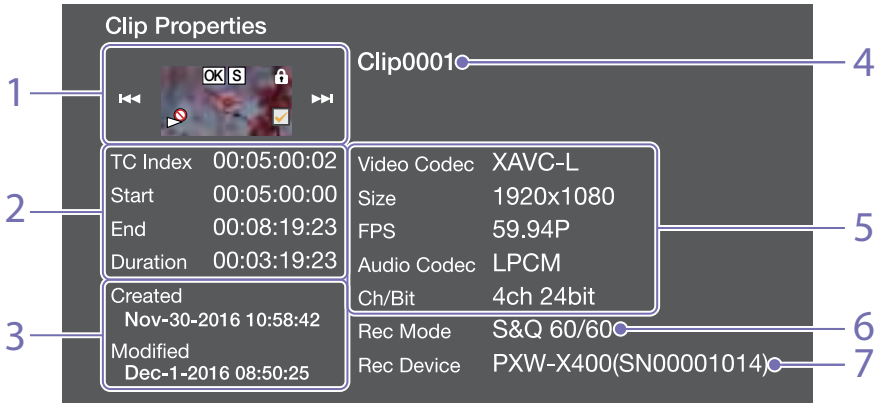 Clip Properties
1
OK S
Clip0001
4
2
TC Index 00:05:00:02
Start 00:05:00:00
End 00:08:19:23
Duration 00:03:19:23
Video Codec XAVC-L
Size 1920x1080
FPS 59.94P
Audio Codec LPCM
Ch/Bit 4ch 24bit
5
3
Created
Nov-30-2016 10:58:42
Modified
Dec-1-2016 08:50:25
Rec Mode S&Q 60/60
6
Rec Device PXW-X400(SN00001014)
7